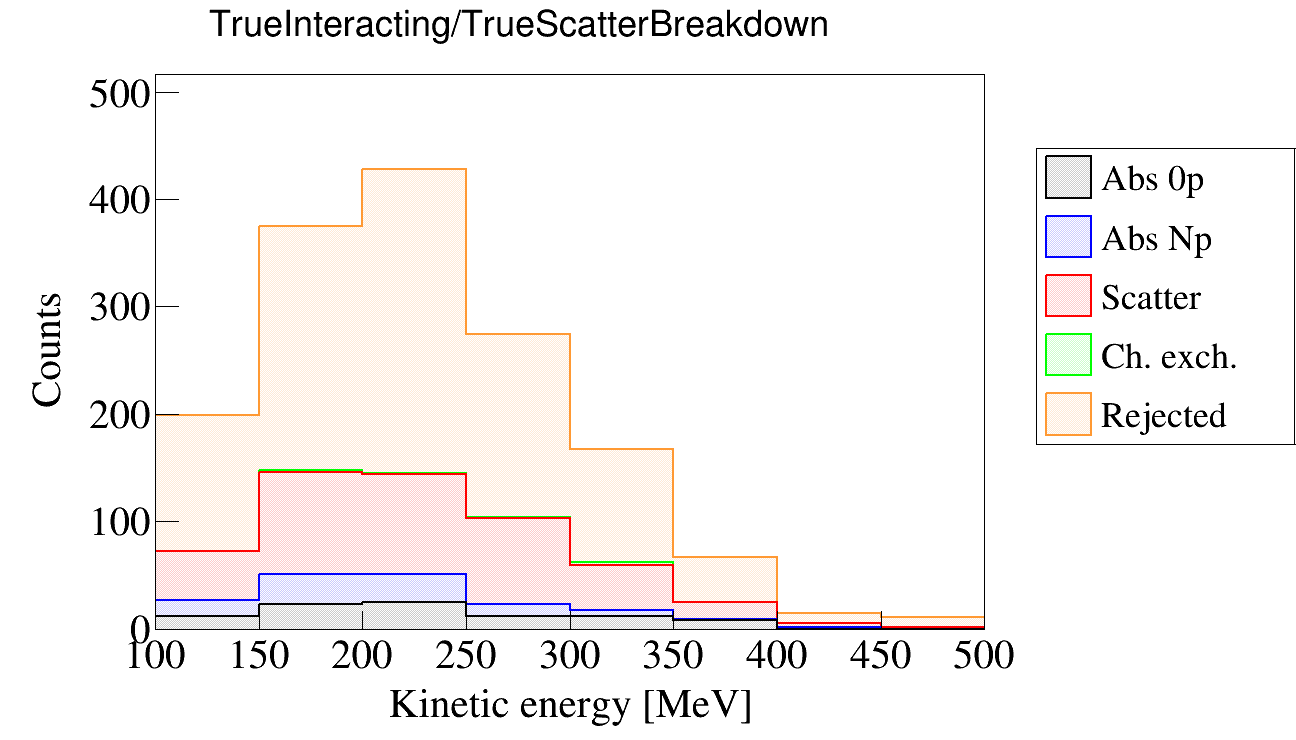 TrueInteracting/TrueScatterBreakdown
500
400
300
200
100
0
Counts
100 150 200 250 300 350 400 450 500
Kinetic energy [MeV]
Abs 0p
Abs Np
Scatter
Ch. exch.
Rejected